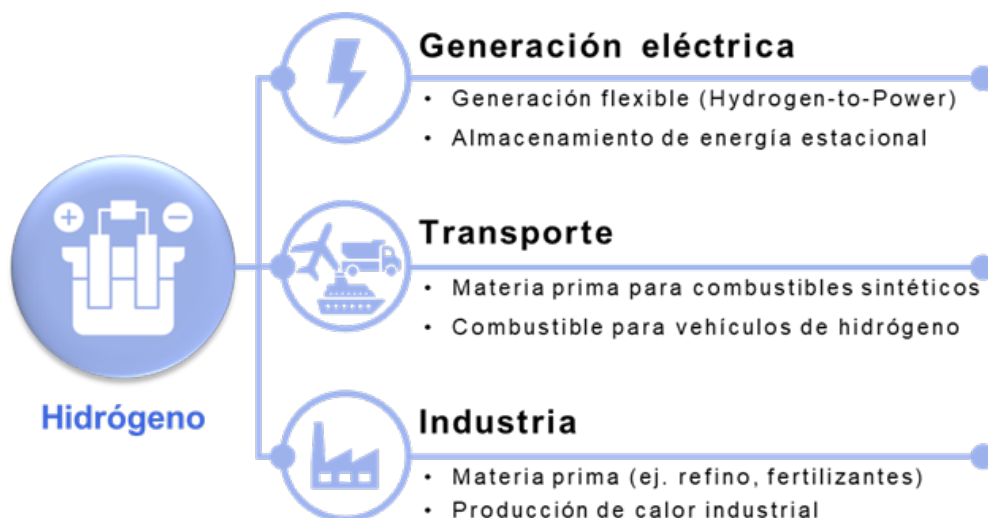 Generación eléctrica
• Generación flexible (Hydrogen-to-Power)
• Almacenamiento de energía estacional
Transporte
• Materia prima para combustibles sintéticos
• Combustible para vehículos de hidrógeno
Hidrógeno
Industria
• Materia prima (ej. refino, fertilizantes)
• Producción de calor industrial